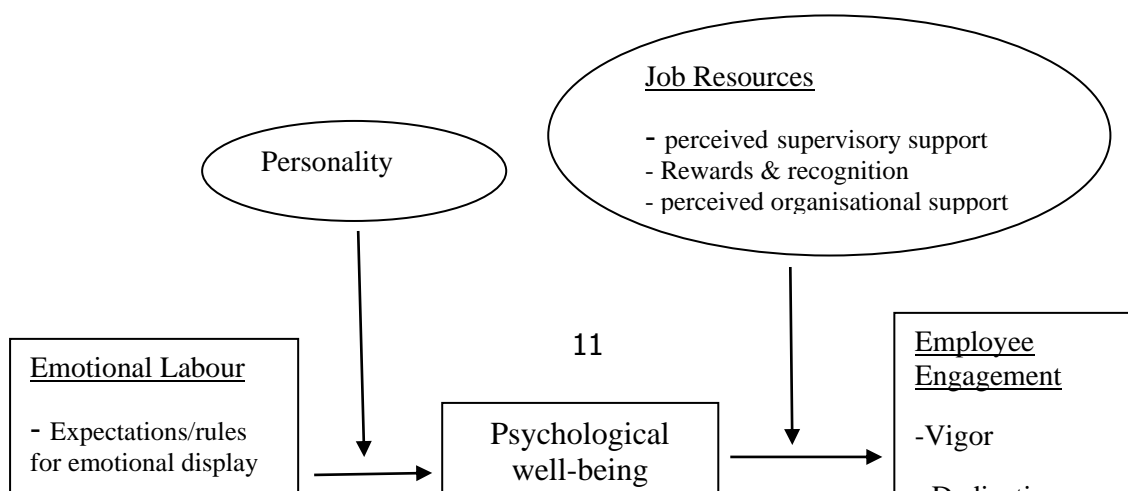 Job Resources
- perceived supervisory support
- Rewards & recognition
- perceived organisational support
Personality
11
Emotional Labour
- Expectations/rules
for emotional display
Psychological
well-being
Employee
Engagement
-Vigor